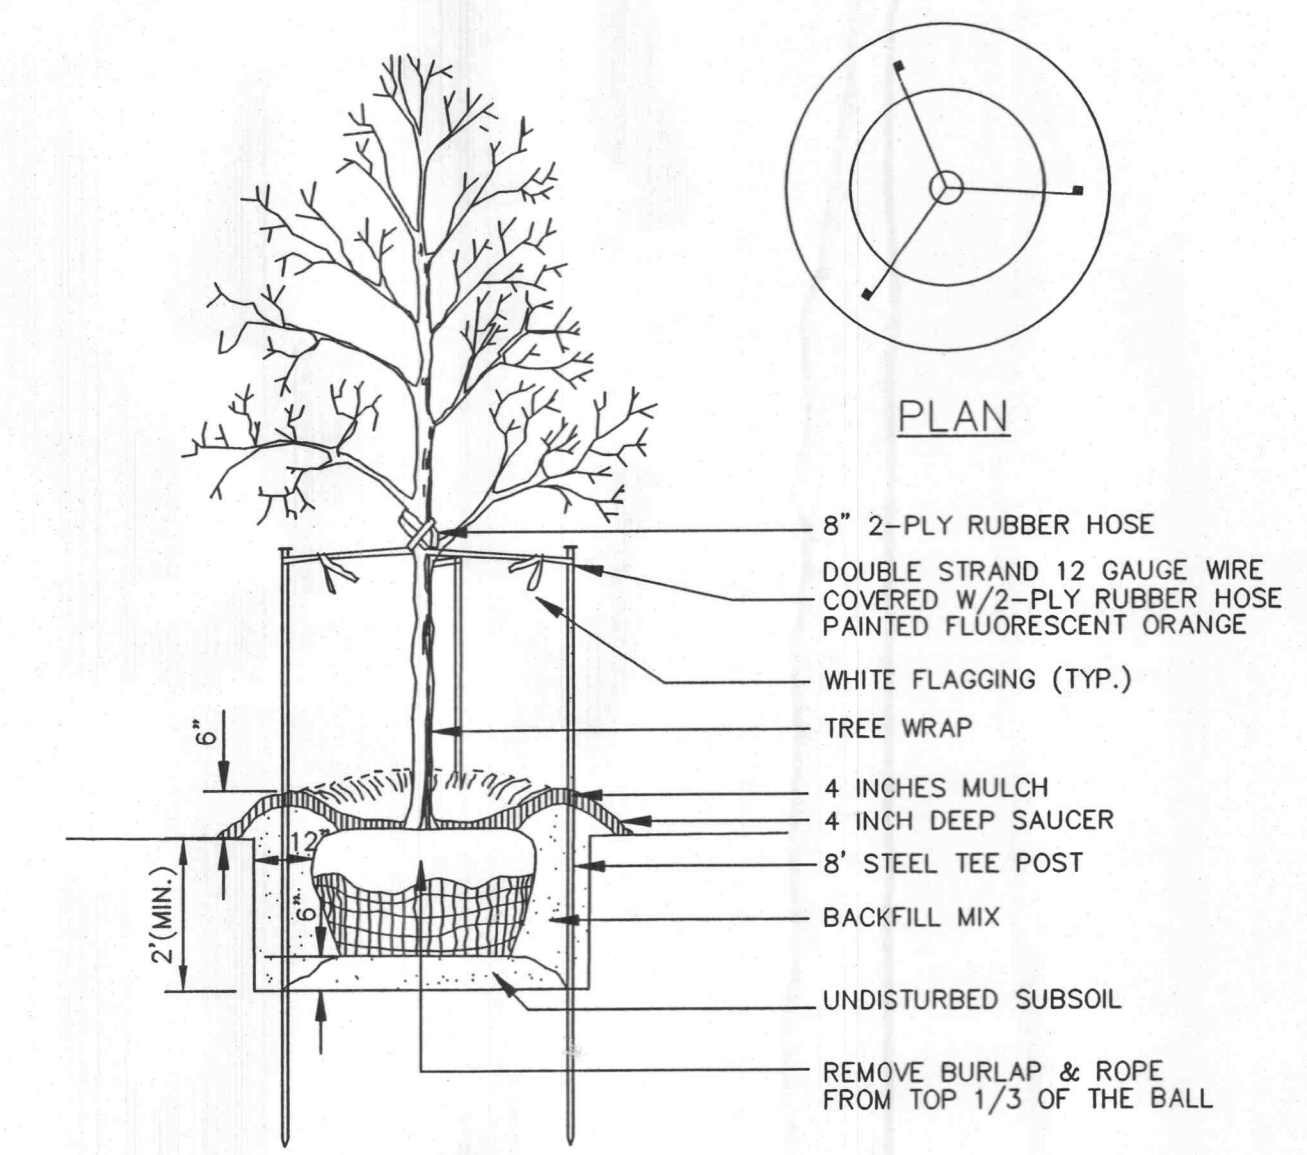 PLAN
8" 2-PLY RUBBER HOSE
DOUBLE STRAND 12 GAUGE WIRE
COVERED W/2-PLY RUBBER HOSE
PAINTED FLUORESCENT ORANGE
WHITE FLAGGING (TYP.)
TREE WRAP
6"
4 INCHES MULCH
4 INCH DEEP SAUCER
12"
8' STEEL TEE POST
2'(MIN.)
6"
BACKFILL MIX
UNDISTURBED SUBSOIL
REMOVE BURLAP & ROPE
FROM TOP 1/3 OF THE BALL